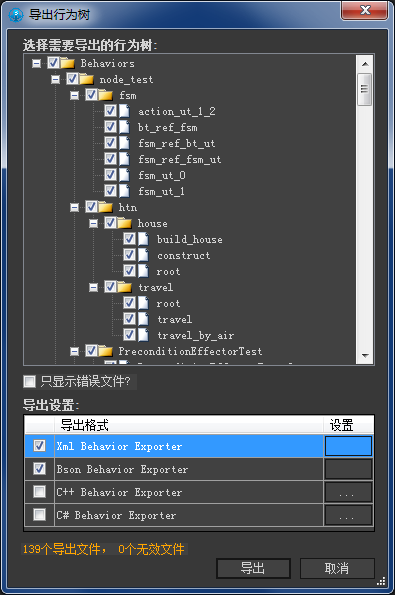 导出行为树
选择需要导出的行为树:
Behaviors
node_test
fsm
action_ut_1_2
bt_ref_fsm
fsm_ref_bt_ut
fsm_ref_fsm_ut
fsm_ut_0
fsm_ut_1
htn
house
build_house
construct
root
travel
root
travel
travel_by_air
PreconditionEffectorTest
只显示错误文件?
导出设置:
导出格式 设置
Xml Behavior Exporter
Bson Behavior Exporter
C++ Behavior Exporter ...
C# Behavior Exporter ...
139个导出文件, 0个无效文件
导出 取消